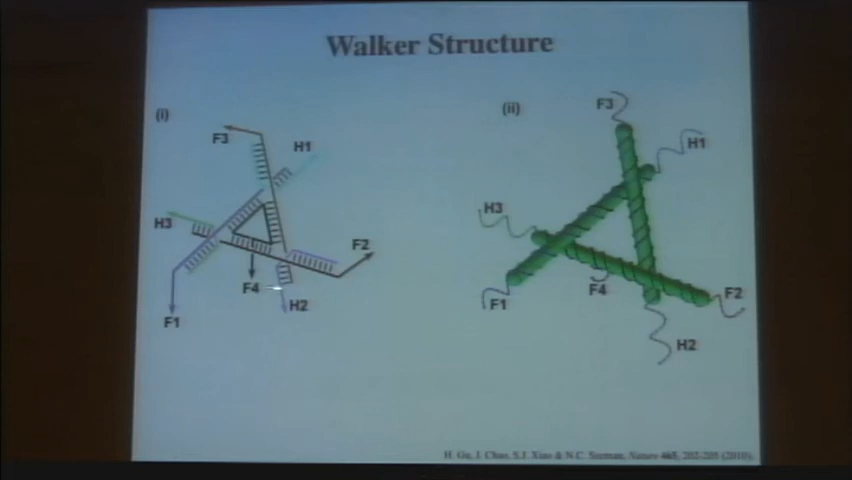 Walker Structure
(i)
(ii)
F3
H1
H3
F2
F4
H2
F1
F3
H1
H3
F1
F4
F2
H2
H. Gu, J. Chao, S.J. Xiao & N.C. Seeman, Nature 465, 202-205 (2010).